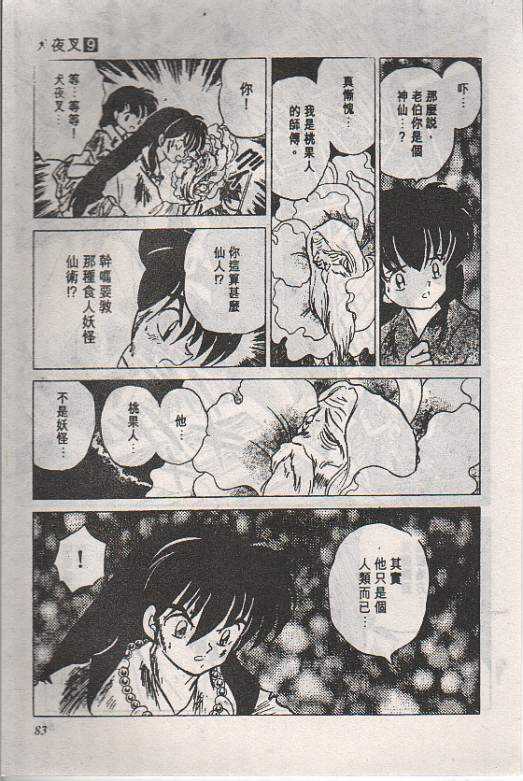 犬夜叉9
吓…
那麼説，
老伯你是個
神仙…？
真慚愧…
我是桃果人
的師傅。
你！
等…等等！
犬夜叉…
你這算甚麼
仙人!?
幹嗎要教
那種食人妖怪
仙術!?
他…
桃果人…
不是妖怪…
其實
他只是個
人類而已…
！
83